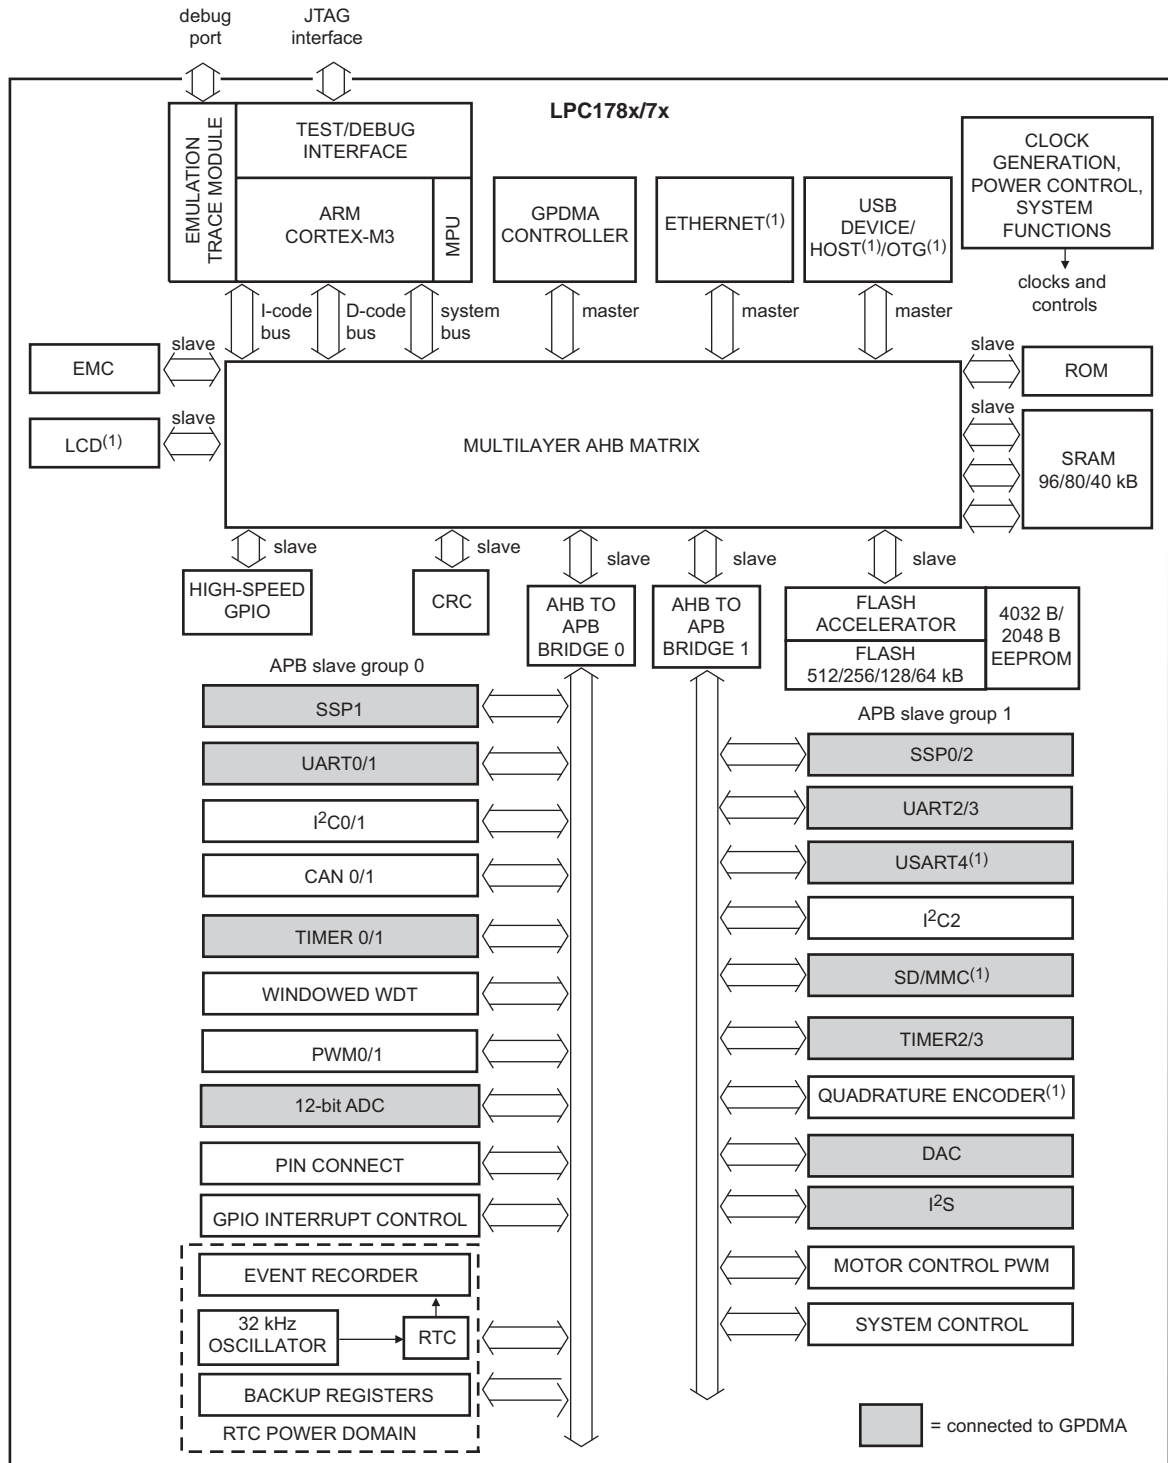 debug
port
JTAG
interface
LPC178x/7x
EMULATION
TRACE MODULE
TEST/DEBUG
INTERFACE
ARM
CORTEX-M3
MPU
GPDMA
CONTROLLER
ETHERNET(1)
USB
DEVICE/
HOST(1)/OTG(1)
CLOCK
GENERATION,
POWER CONTROL,
SYSTEM
FUNCTIONS
clocks and
controls
I-code
bus
D-code
bus
system
bus
master
master
master
EMC
slave
LCD(1)
slave
MULTILAYER AHB MATRIX
slave
ROM
slave
SRAM
96/80/40 kB
slave
HIGH-SPEED
GPIO
slave
CRC
slave
AHB TO
APB
BRIDGE 0
slave
AHB TO
APB
BRIDGE 1
slave
FLASH
ACCELERATOR
FLASH
512/256/128/64 kB
4032 B/
2048 B
EEPROM
APB slave group 0
SSP1
UART0/1
I2C0/1
CAN 0/1
TIMER 0/1
WINDOWED WDT
PWM0/1
12-bit ADC
PIN CONNECT
GPIO INTERRUPT CONTROL
EVENT RECORDER
32 kHz
OSCILLATOR
RTC
BACKUP REGISTERS
RTC POWER DOMAIN
APB slave group 1
SSP0/2
UART2/3
USART4(1)
I2C2
SD/MMC(1)
TIMER2/3
QUADRATURE ENCODER(1)
DAC
I2S
MOTOR CONTROL PWM
SYSTEM CONTROL
= connected to GPDMA